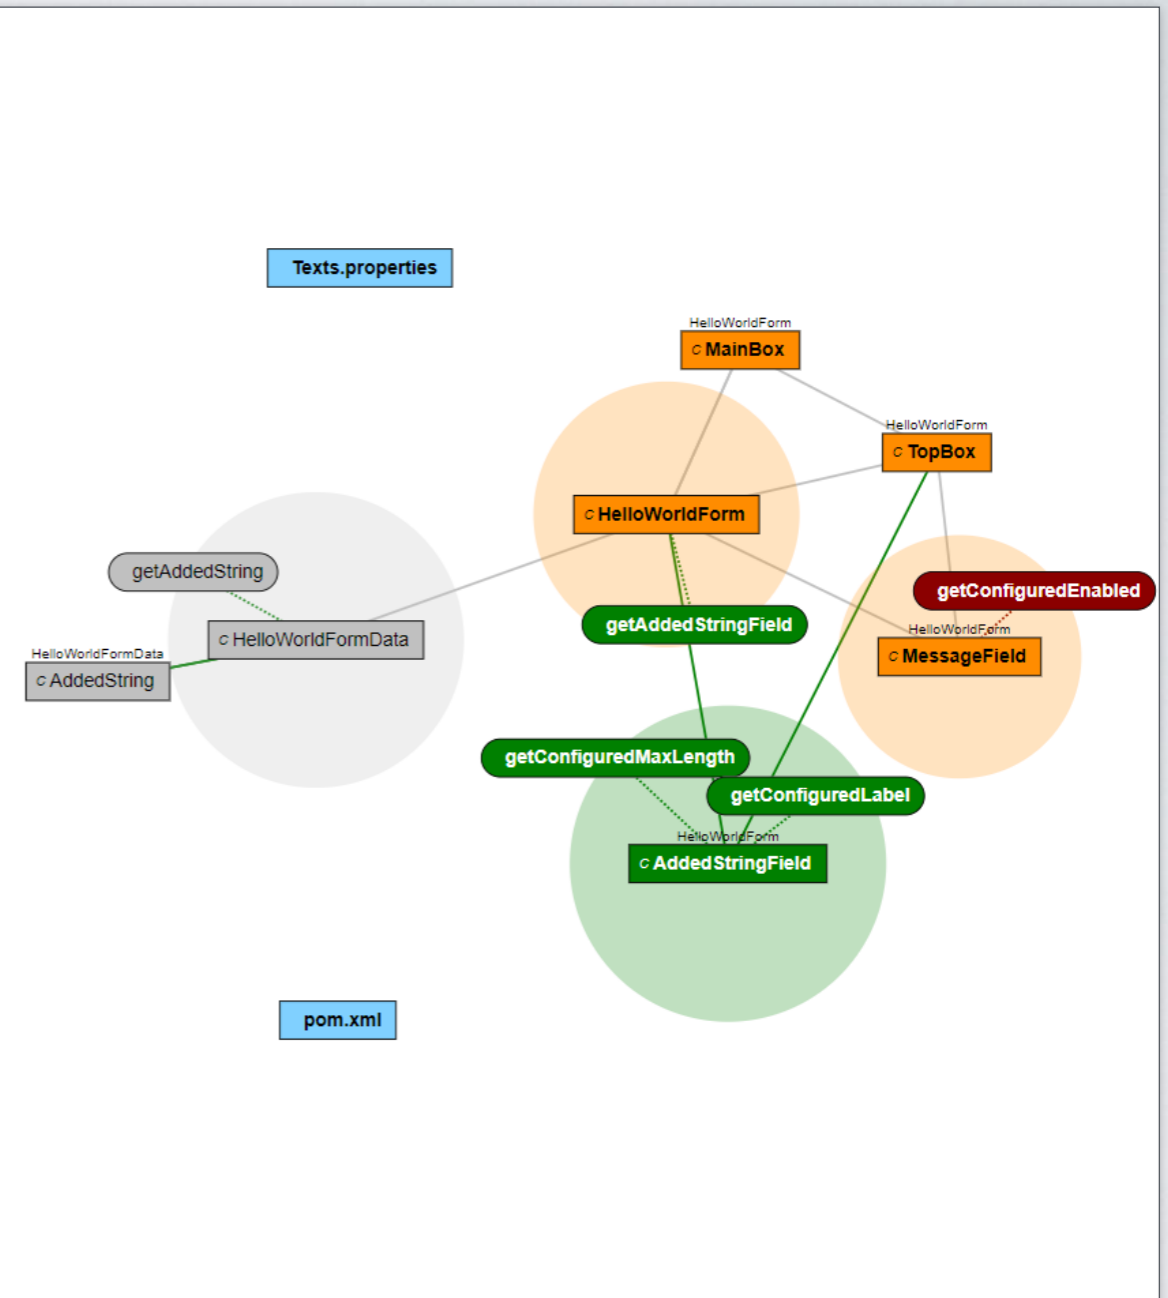 Texts.properties
HelloWorldForm
C MainBox
HelloWorldForm
C TopBox
C HelloWorldForm
getAddedString
getConfiguredEnabled
getAddedStringField
HelloWorldForm
C HelloWorldFormData
HelloWorldFormData
C MessageField
C AddedString
getConfiguredMaxLength
getConfiguredLabel
HelloWorldForm
C AddedStringField
pom.xml